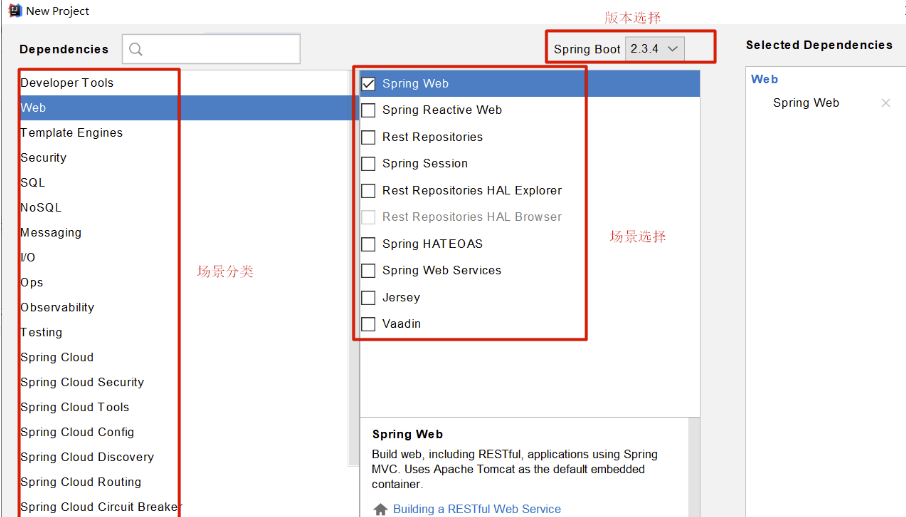 New Project
版本选择
Dependencies
Spring Boot 2.3.4
Selected Dependencies
Developer Tools
Web
Template Engines
Security
SQL
NoSQL
Messaging
I/O
Ops
Observability
Testing
Spring Cloud
Spring Cloud Security
Spring Cloud Tools
Spring Cloud Config
Spring Cloud Discovery
Spring Cloud Routing
Spring Cloud Circuit Breaker
场景分类
Spring Web
Spring Reactive Web
Rest Repositories
Spring Session
Rest Repositories HAL Explorer
Rest Repositories HAL Browser
Spring HATEOAS
Spring Web Services
Jersey
Vaadin
场景选择
Spring Web
Build web, including RESTful, applications using Spring
MVC. Uses Apache Tomcat as the default embedded
container.
Building a RESTful Web Service
Web
Spring Web